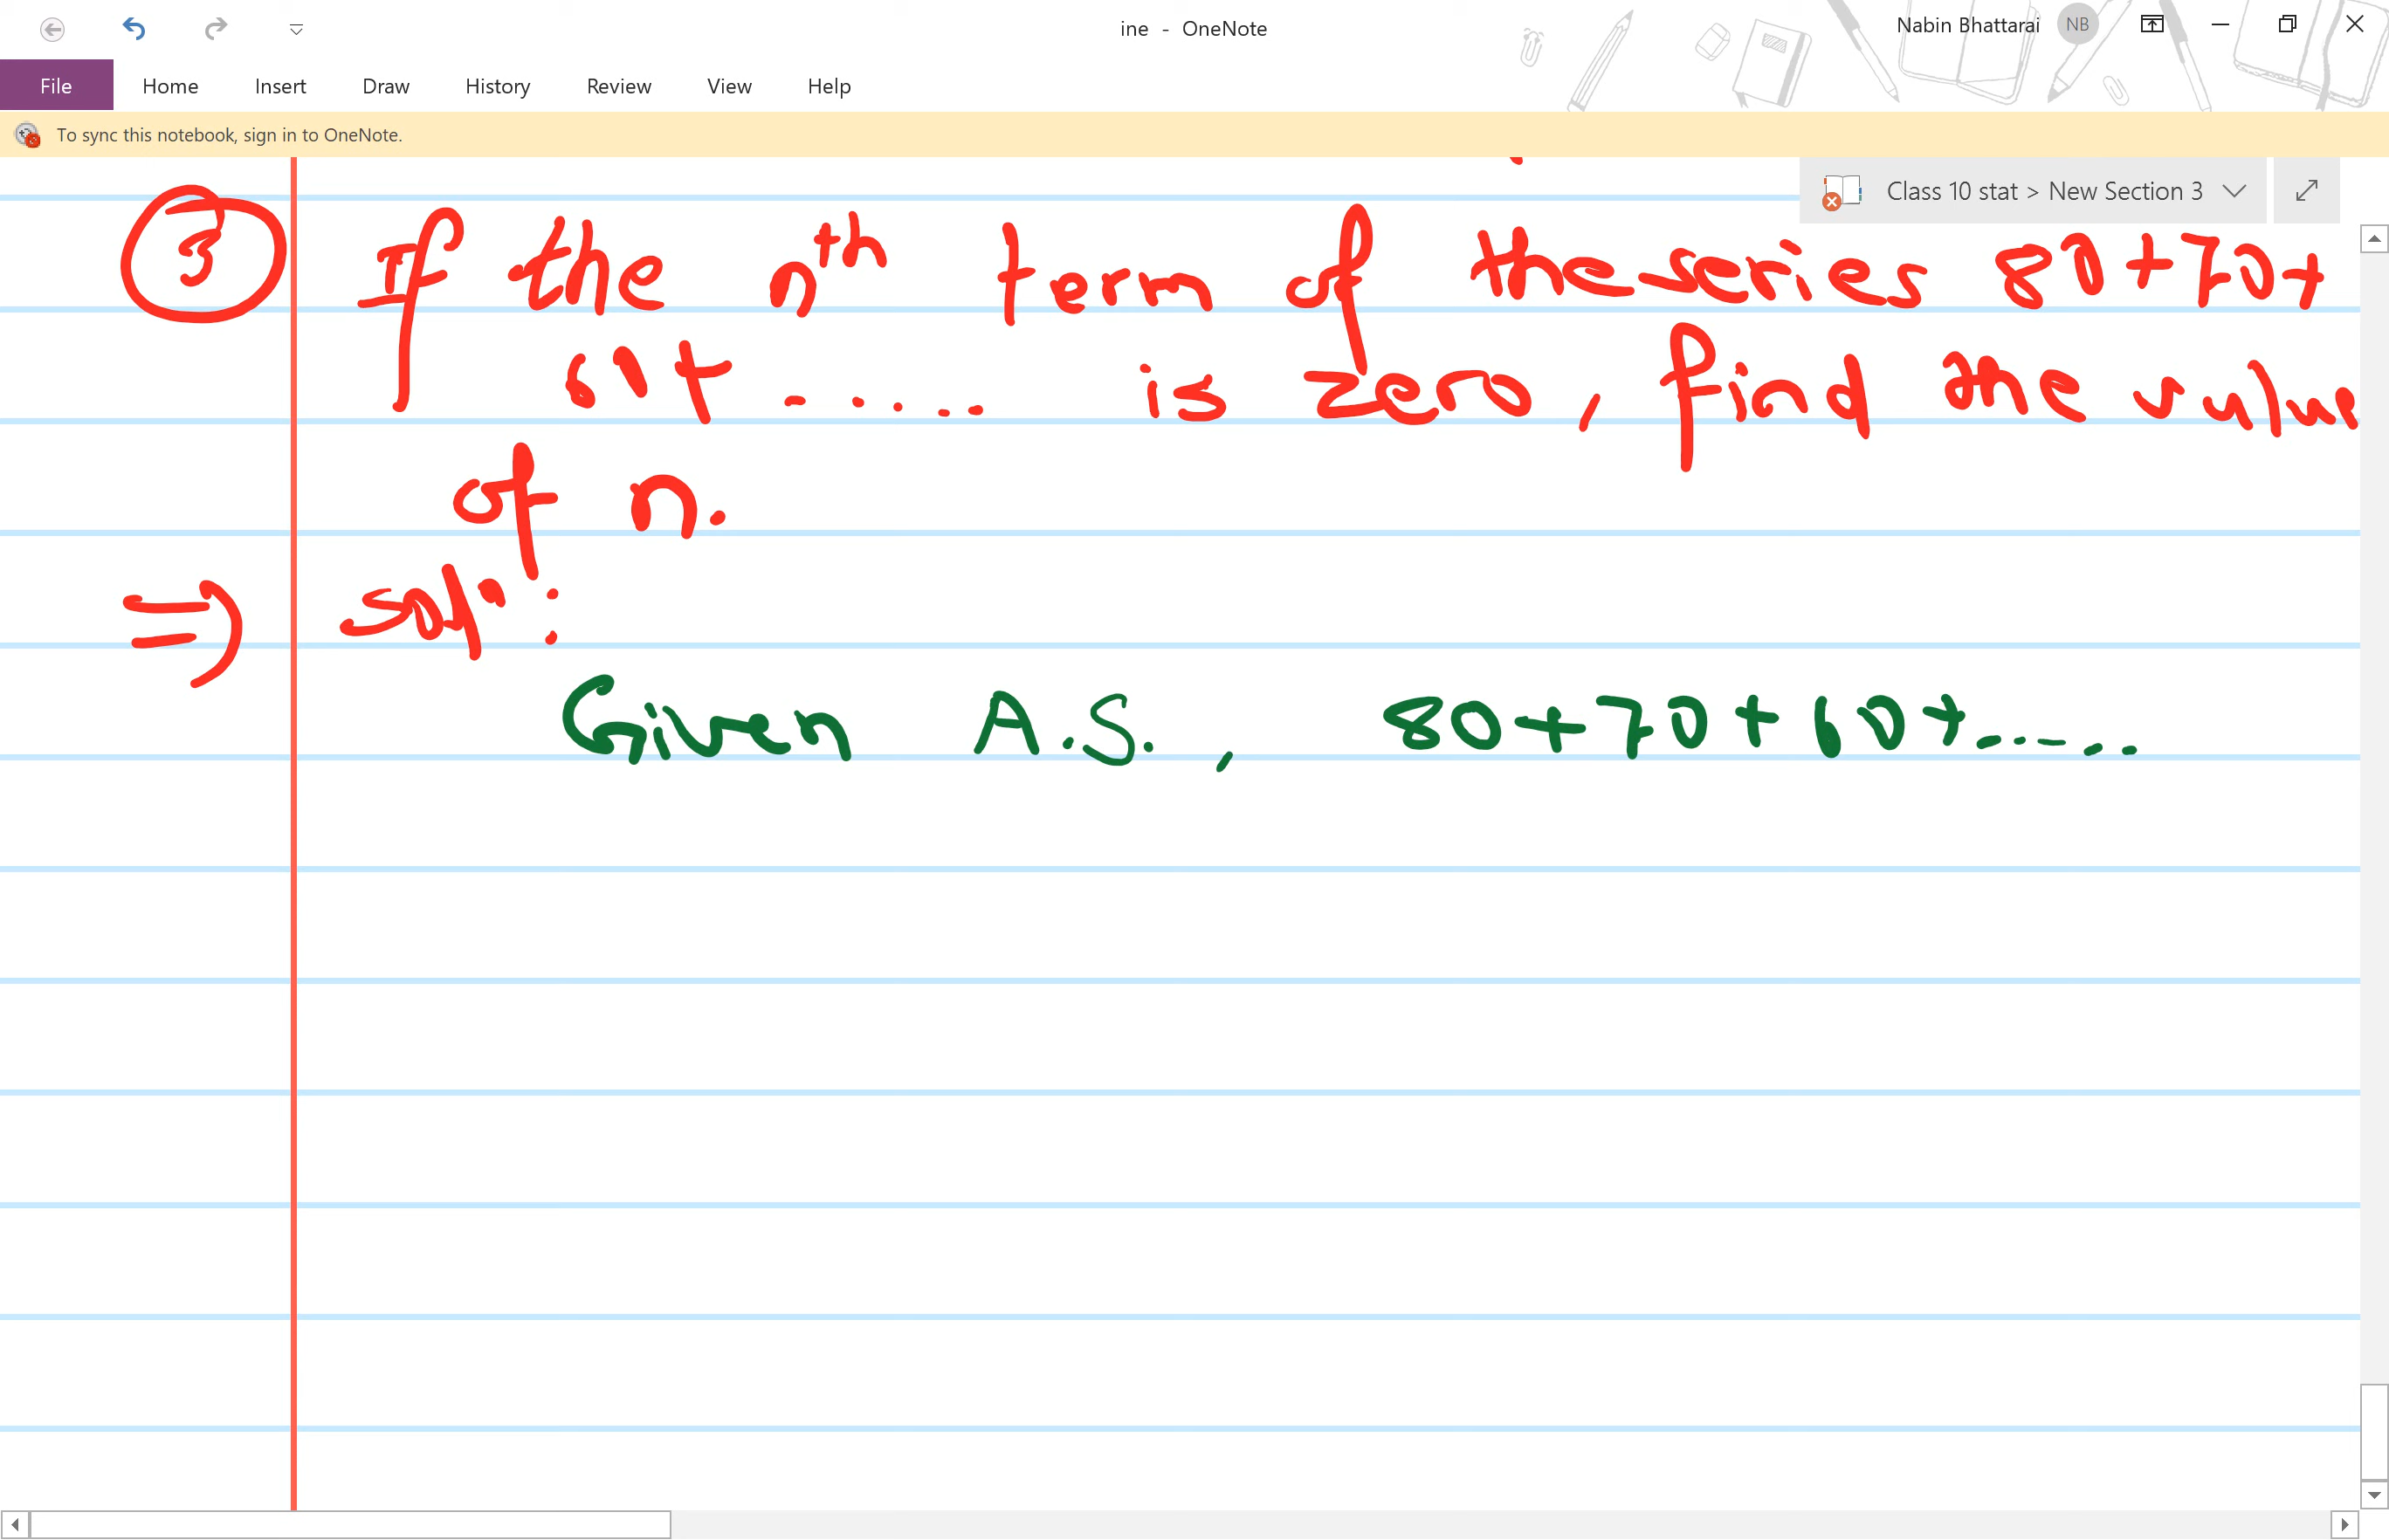 ine - OneNote
Nabin Bhattarai NB
File Home Insert Draw History Review View Help
To sync this notebook, sign in to OneNote.
Class 10 stat > New Section 3
3 If the nth term of the series 80+70+
60+ ...... is zero, find the value
of n.
=> soln:
Given A.S., 80+70+60+......